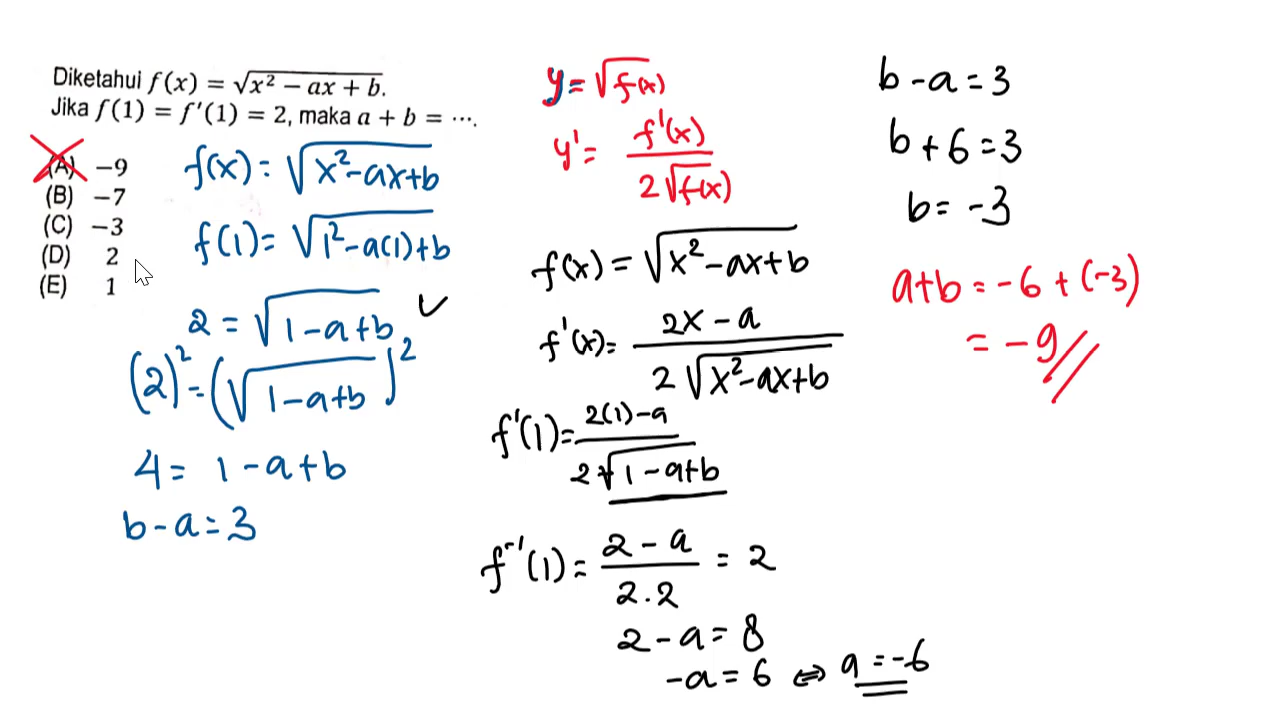 Diketahui f(x) = √x² − ax + b.
Jika f(1) = f'(1) = 2, maka a + b = ⋯.
(A) −9
(B) −7
(C) −3
(D) 2
(E) 1
f(x) = √x²-ax+b
f(1) = √1²-a(1)+b
2 = √1-a+b ✓
(2)² = (√1-a+b)²
4 = 1-a+b
b-a=3
y = √f(x)
y' = f'(x) / 2√f(x)
f(x) = √x²-ax+b
f'(x) = 2x-a / 2√x²-ax+b
f'(1) = 2(1)-a / 2√1-a+b
f⁻'(1) = 2-a / 2.2 = 2
2-a = 8
-a = 6 ⇔ a = -6
b-a = 3
b+6 = 3
b = -3
a+b = -6 + (-3)
= -9//